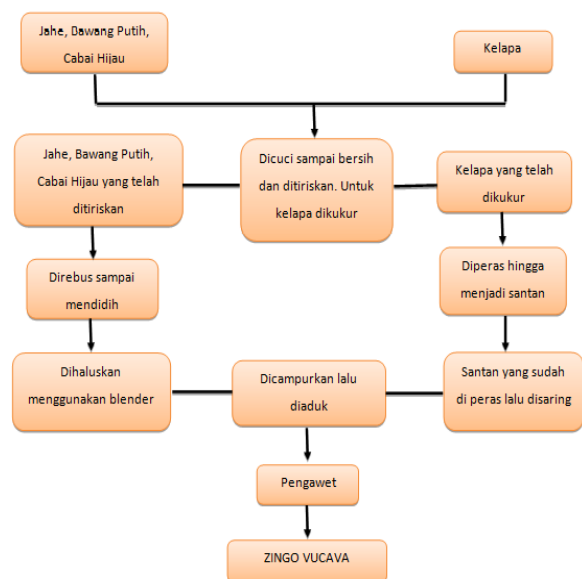 Jahe, Bawang Putih,
Cabai Hijau
Kelapa
Jahe, Bawang Putih,
Cabai Hijau yang telah
ditiriskan
Dicuci sampai bersih
dan ditiriskan. Untuk
kelapa dikukur
Kelapa yang telah
dikukur
Direbus sampai
mendidih
Diperas hingga
menjadi santan
Dihaluskan
menggunakan blender
Dicampurkan lalu
diaduk
Santan yang sudah
di peras lalu disaring
Pengawet
ZINGO VUCAVA